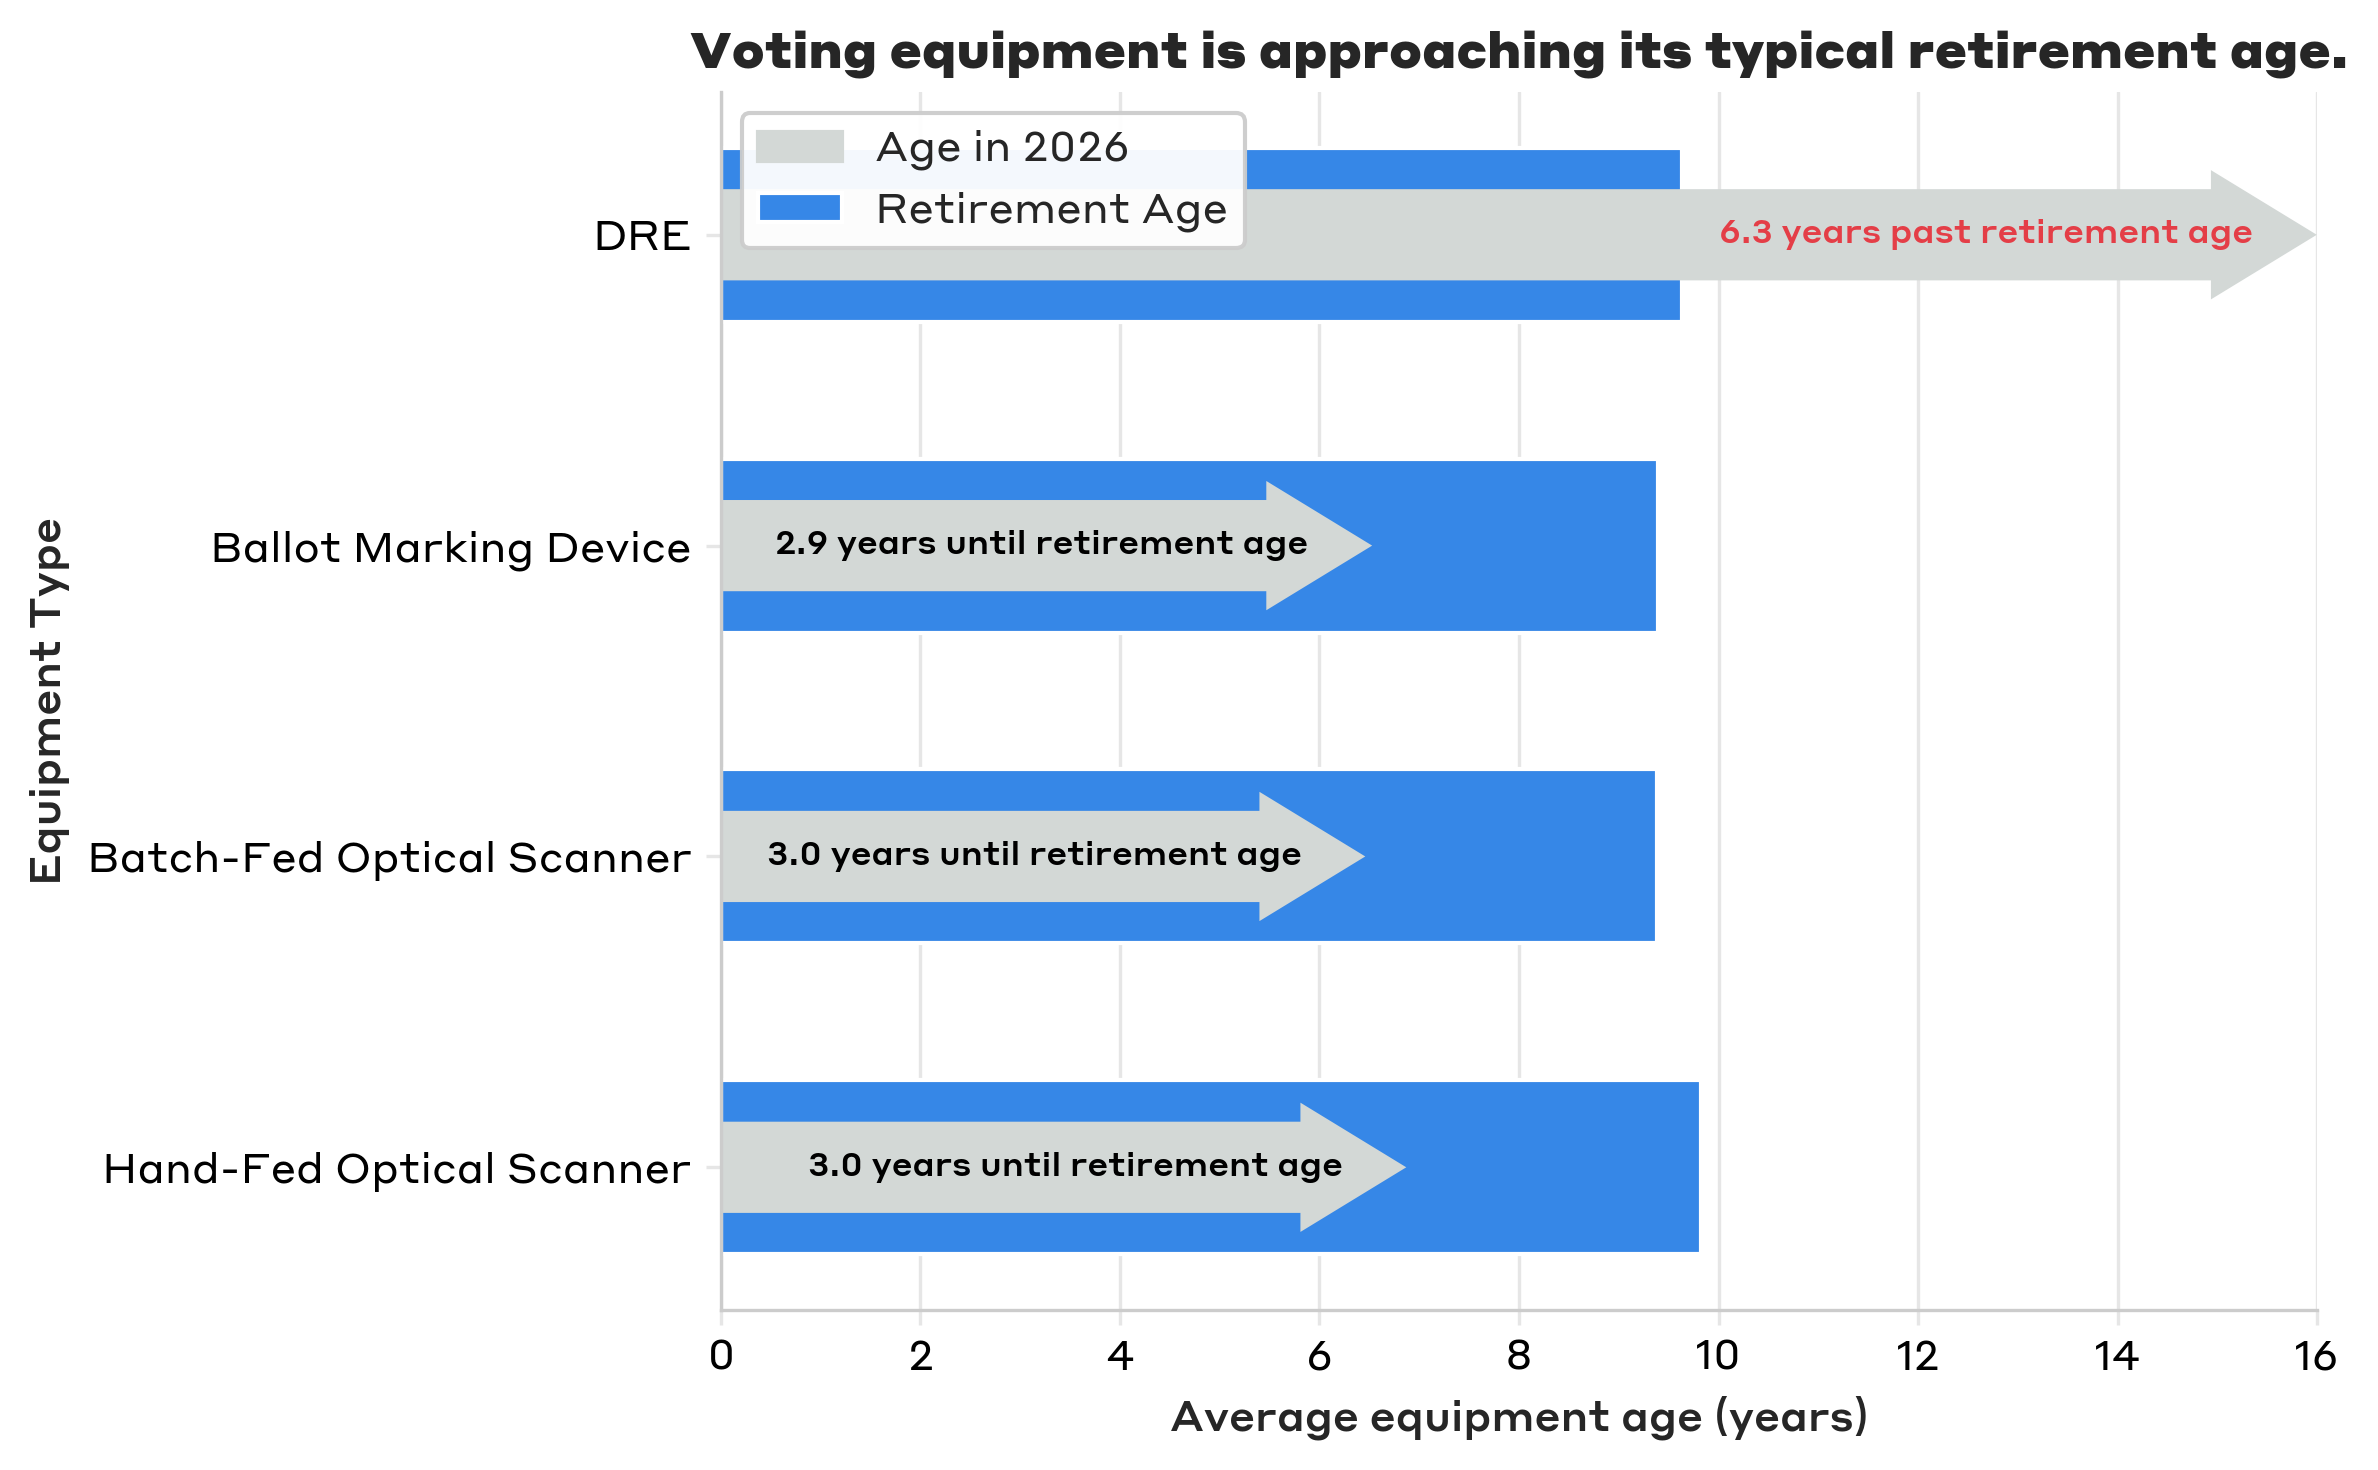 Voting equipment is approaching its typical retirement age.
Age in 2026
Retirement Age
DRE
6.3 years past retirement age
Ballot Marking Device
2.9 years until retirement age
Batch-Fed Optical Scanner
3.0 years until retirement age
Hand-Fed Optical Scanner
3.0 years until retirement age
Equipment Type
0 2 4 6 8 10 12 14 16
Average equipment age (years)